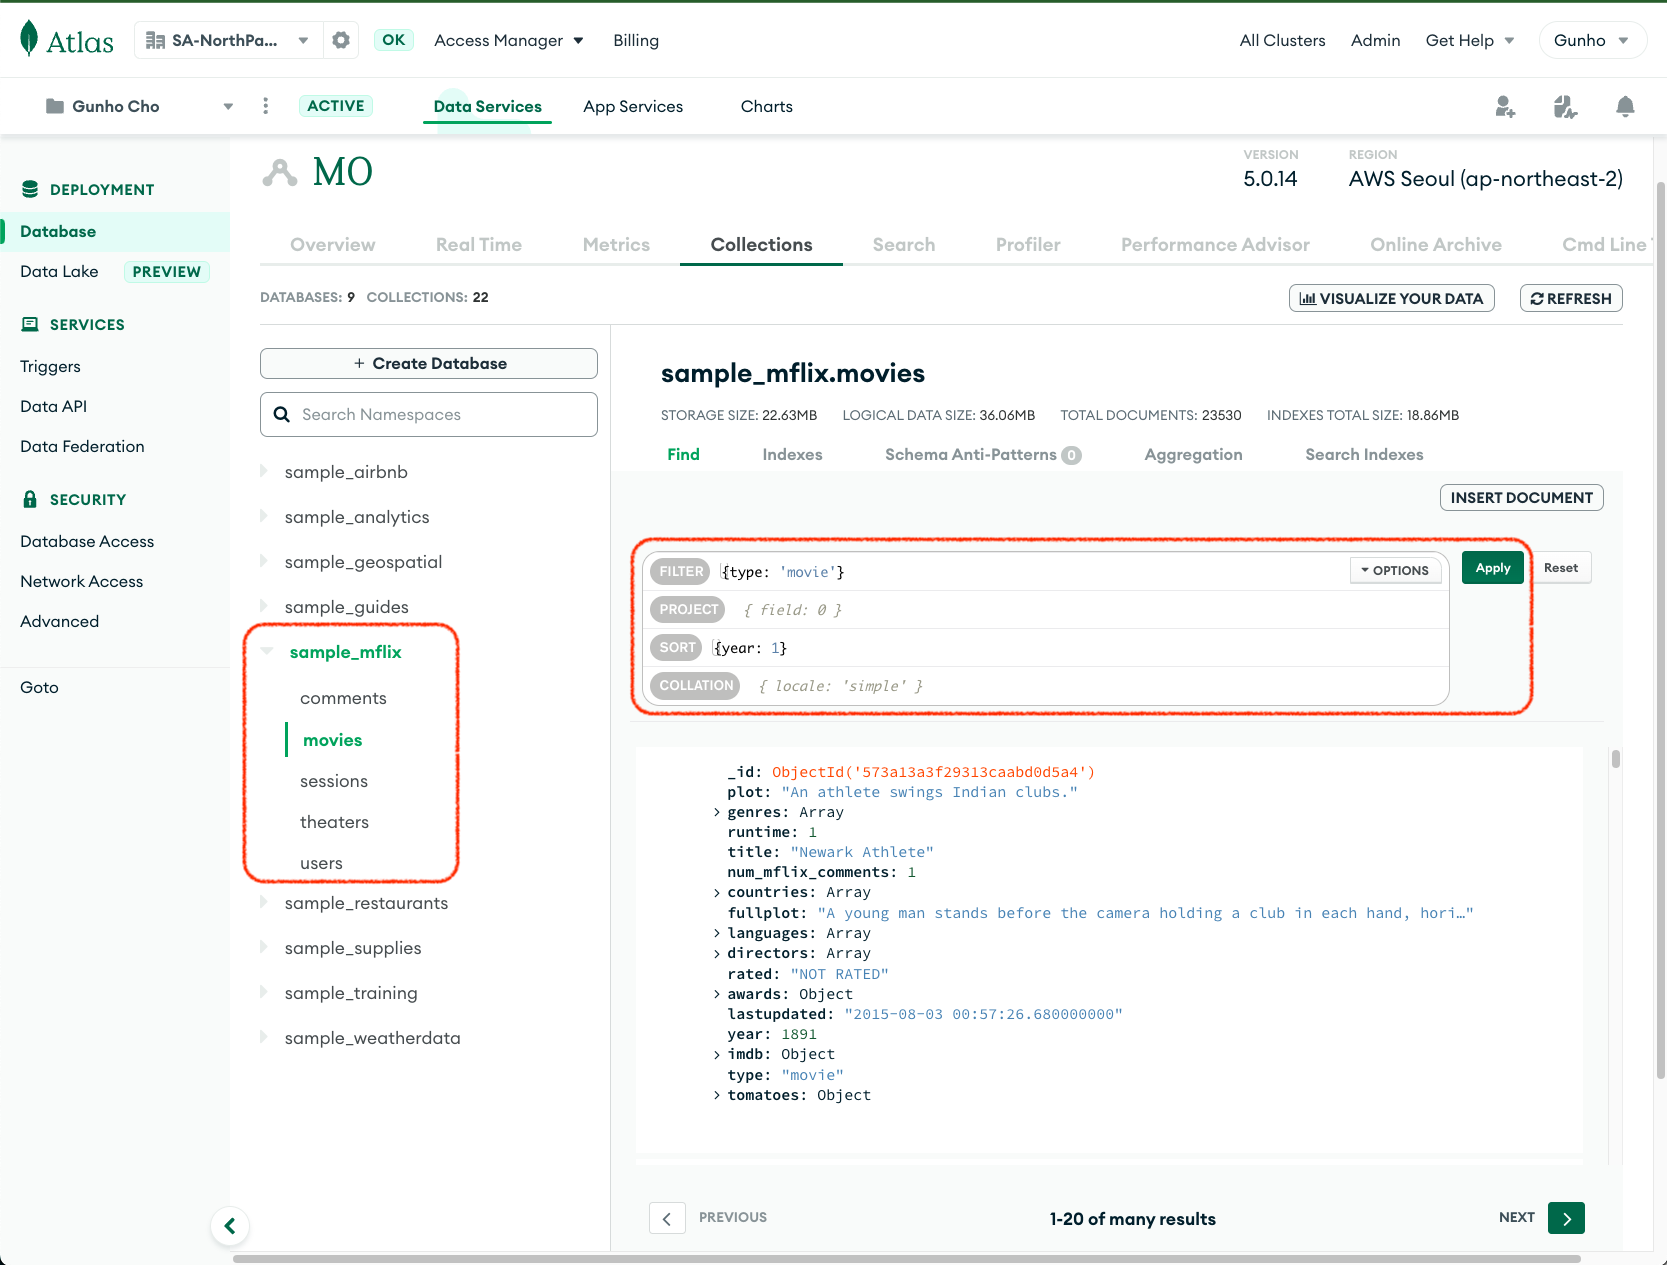 Atlas SA-NorthPa... OK Access Manager Billing All Clusters Admin Get Help Gunho
Gunho Cho ACTIVE Data Services App Services Charts
DEPLOYMENT
Database
Data Lake PREVIEW
SERVICES
Triggers
Data API
Data Federation
SECURITY
Database Access
Network Access
Advanced
Goto
MO
VERSION
5.0.14
REGION
AWS Seoul (ap-northeast-2)
Overview Real Time Metrics Collections Search Profiler Performance Advisor Online Archive Cmd Line
DATABASES: 9 COLLECTIONS: 22
VISUALIZE YOUR DATA REFRESH
+ Create Database
Search Namespaces
sample_airbnb
sample_analytics
sample_geospatial
sample_guides
sample_mflix
comments
movies
sessions
theaters
users
sample_restaurants
sample_supplies
sample_training
sample_weatherdata
sample_mflix.movies
STORAGE SIZE: 22.63MB LOGICAL DATA SIZE: 36.06MB TOTAL DOCUMENTS: 23530 INDEXES TOTAL SIZE: 18.86MB
Find Indexes Schema Anti-Patterns 0 Aggregation Search Indexes
INSERT DOCUMENT
FILTER {type: 'movie'} OPTIONS Apply Reset
PROJECT { field: 0 }
SORT {year: 1}
COLLATION { locale: 'simple' }
_id: ObjectId('573a13a3f29313caabd0d5a4')
plot: "An athlete swings Indian clubs."
> genres: Array
runtime: 1
title: "Newark Athlete"
num_mflix_comments: 1
> countries: Array
fullplot: "A young man stands before the camera holding a club in each hand, hori…"
> languages: Array
> directors: Array
rated: "NOT RATED"
> awards: Object
lastupdated: "2015-08-03 00:57:26.680000000"
year: 1891
> imdb: Object
type: "movie"
> tomatoes: Object
PREVIOUS 1-20 of many results NEXT